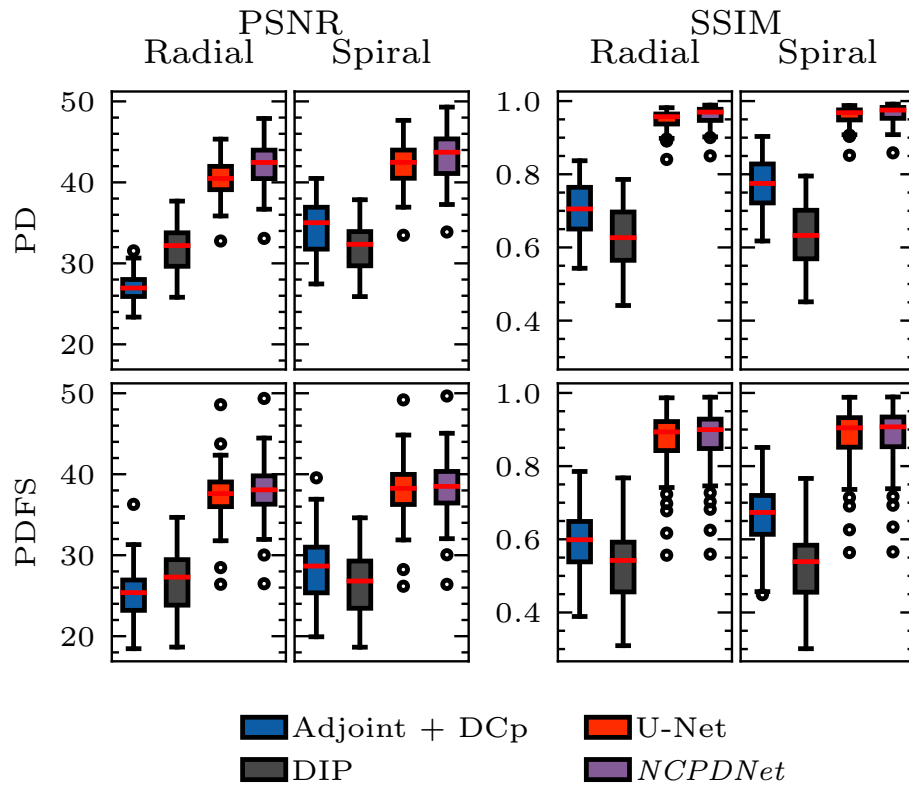 PSNR SSIM
Radial Spiral Radial Spiral
PD
50
40
30
20
1.0
0.8
0.6
0.4
PDFS
50
40
30
20
1.0
0.8
0.6
0.4
Adjoint + DCp U-Net
DIP NCPDNet